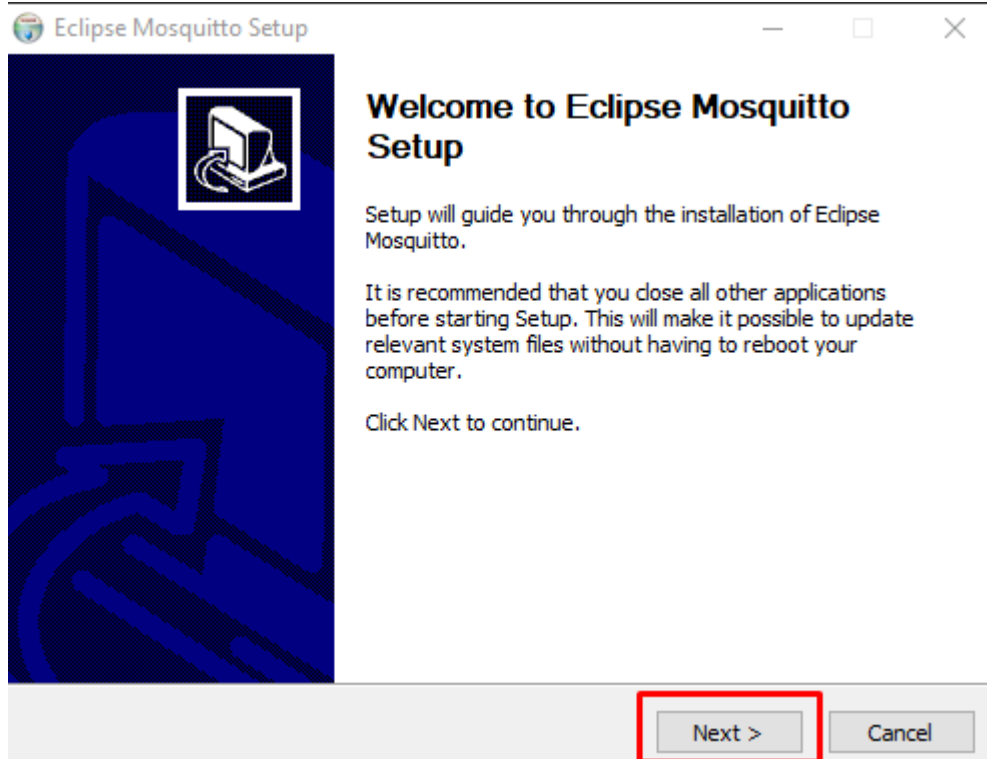 Eclipse Mosquitto Setup
Welcome to Eclipse Mosquitto
Setup
Setup will guide you through the installation of Eclipse
Mosquitto.
It is recommended that you close all other applications
before starting Setup. This will make it possible to update
relevant system files without having to reboot your
computer.
Click Next to continue.
Next >
Cancel